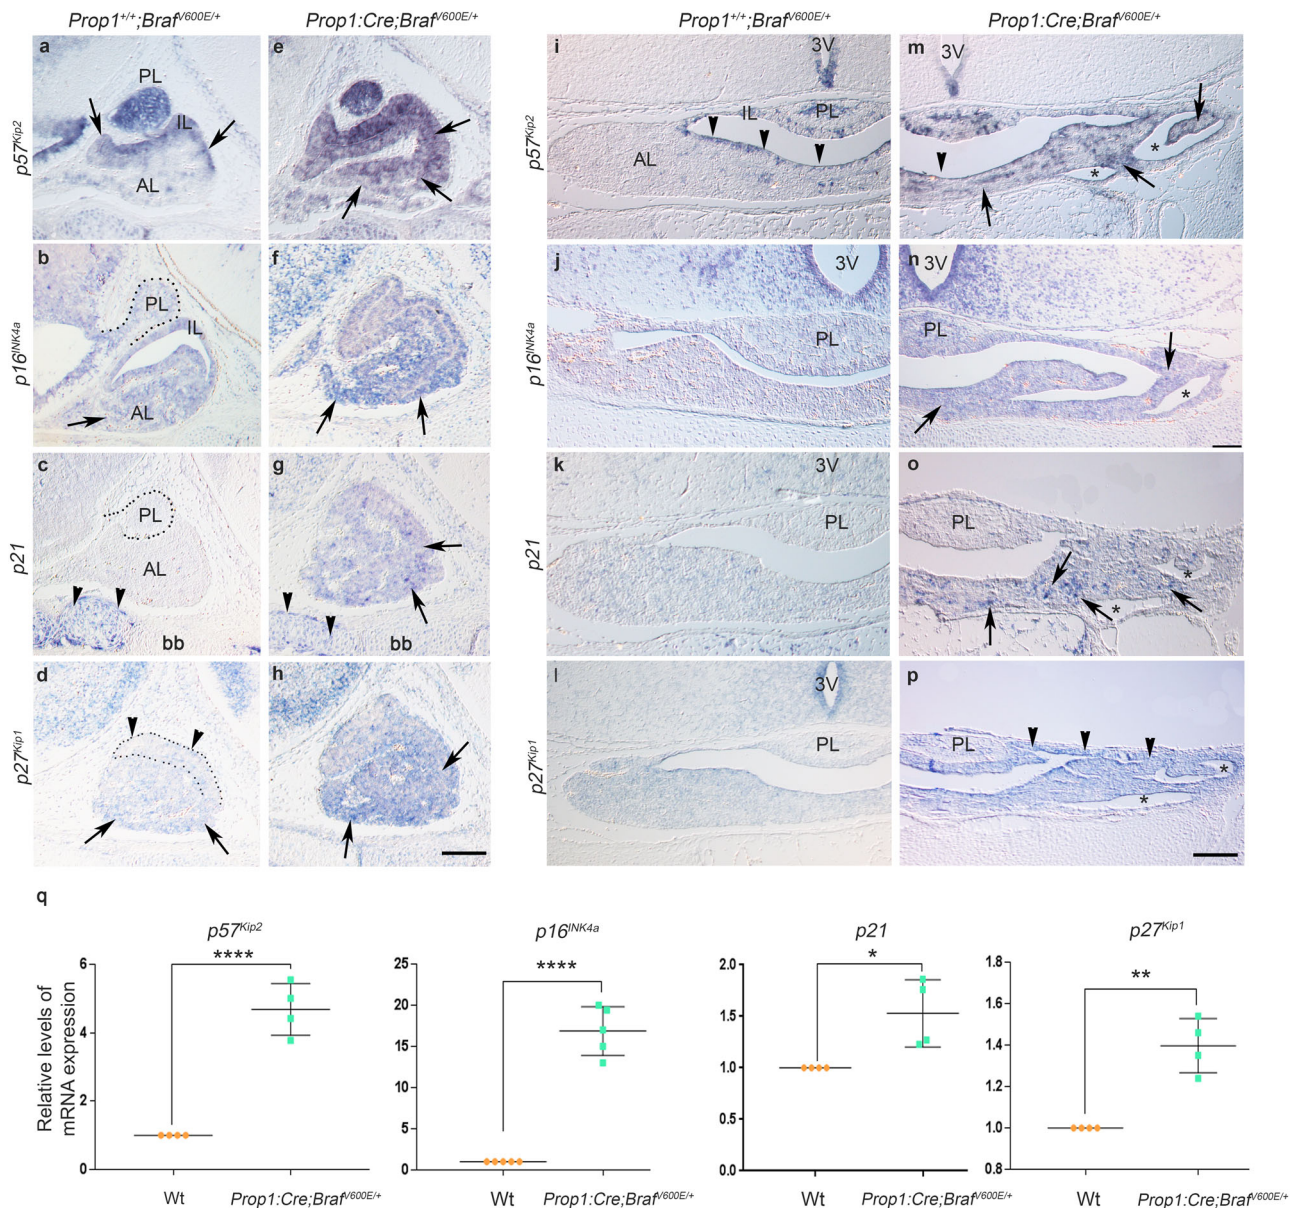 Prop1+/+;BrafV600E/+ Prop1:Cre;BrafV600E/+ Prop1+/+;BrafV600E/+ Prop1:Cre;BrafV600E/+
p57Kip2
a PL IL AL
e
p57Kip2
i 3V IL PL AL
m 3V * *
p16INK4a
b PL IL AL
f
p16INK4a
j 3V PL
n 3V PL *
p21
c PL AL bb
g bb
p21
k 3V PL
o PL * *
p27Kip1
d
h
p27Kip1
l 3V PL
p PL * *
q
Relative levels of
mRNA expression
p57Kip2
****
6
4
2
0
Wt Prop1:Cre;BrafV600E/+
p16INK4a
****
25
20
15
10
5
0
Wt Prop1:Cre;BrafV600E/+
p21
*
2.0
1.5
1.0
0.5
0.0
Wt Prop1:Cre;BrafV600E/+
p27Kip1
**
1.8
1.6
1.4
1.2
1.0
0.8
Wt Prop1:Cre;BrafV600E/+